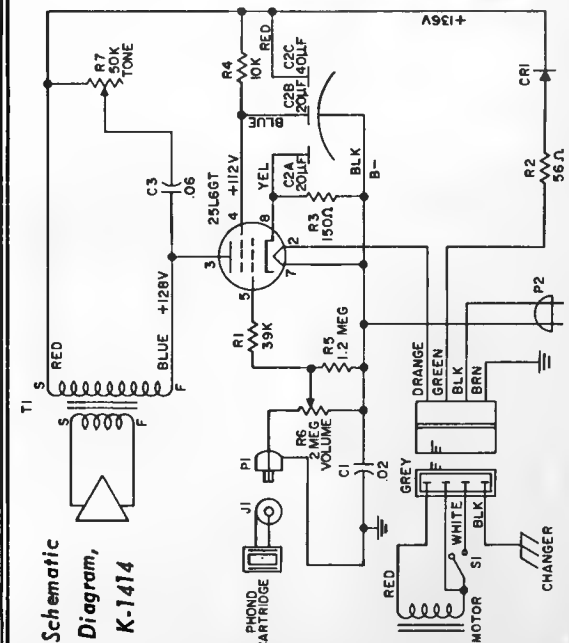 Schematic
Diagram,
K-1414
T1
S
RED
BLUE
F
S
F
+128V
R7
50K
TONE
C3
.06
R4
10K
RED
+136V
C2C
40µF
C2B
20µF
BLUE
C2A
20µF
YEL
+112V
25L6GT
3
4
8
5
7
2
BLK
B-
R3
150Ω
R1
39K
R5
1.2 MEG
R6
2 MEG
VOLUME
P1
J1
PHONO
CARTRIDGE
C1
.02
CR1
R2
56Ω
P2
ORANGE
GREEN
BLK
BRN
GREY
RED
WHITE
BLK
S1
MOTOR
CHANGER